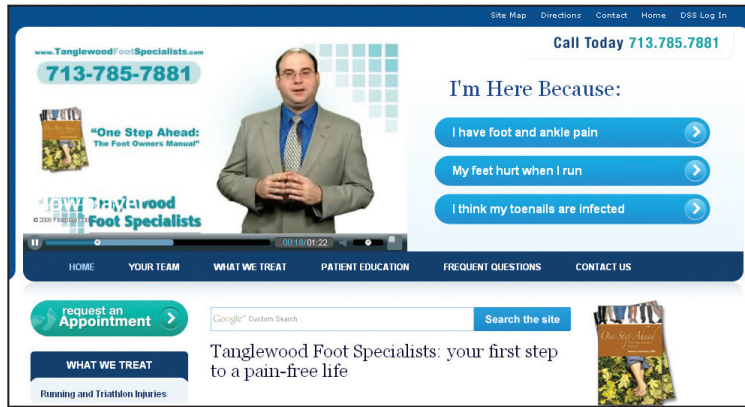 Site Map Directions Contact Home DSS Log In
Call Today 713.785.7881
www.TanglewoodFootSpecialists.com
713-785-7881
"One Step Ahead:
The Foot Owners Manual"
Foot Specialists
00:18/01:22
I'm Here Because:
I have foot and ankle pain
My feet hurt when I run
I think my toenails are infected
HOME YOUR TEAM WHAT WE TREAT PATIENT EDUCATION FREQUENT QUESTIONS CONTACT US
request an
Appointment
Google™ Custom Search
Search the site
WHAT WE TREAT
Running and Triathlon Injuries
Tanglewood Foot Specialists: your first step
to a pain-free life
One Step Ahead